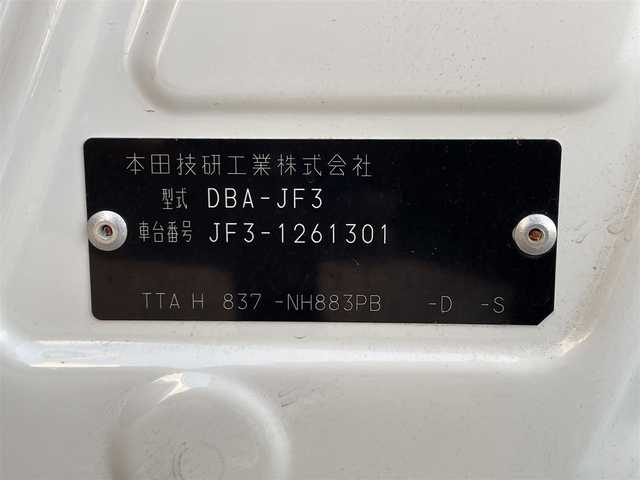 本田技研工業株式会社
型式 DBA-JF3
車台番号 JF3-1261301
TTA H 837 -NH883PB -D -S